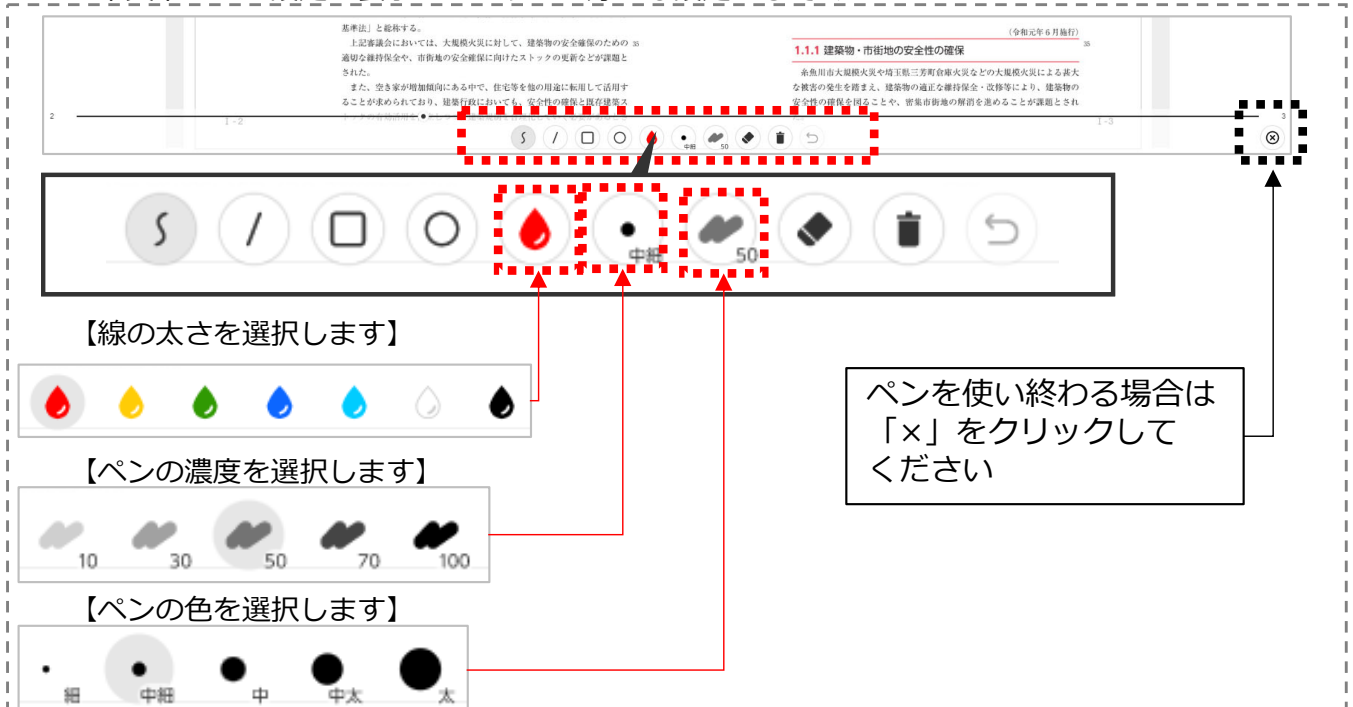 基準法」と総称する。
上記審議会においては、大規模火災に対して、建築物の安全確保のための 35
適切な維持保全や、市街地の安全確保に向けたストックの更新などが課題と
された。
また、空き家が増加傾向にある中で、住宅等を他の用途に転用して活用す
ることが求められており、建築行政においても、安全性の確保と既存建築ス
2
I-2
(令和元年6月施行)
1.1.1 建築物・市街地の安全性の確保
35
糸魚川市大規模火災や埼玉県三芳町倉庫火災などの大規模火災による甚大
な被害の発生を踏まえ、建築物の適正な維持保全・改修等により、建築物の
安全性の確保を図ることや、密集市街地の解消を進めることが課題とされ
3
I-3
中細
50
中細
50
【線の太さを選択します】
【ペンの濃度を選択します】
10
30
50
70
100
【ペンの色を選択します】
細
中細
中
中太
太
ペンを使い終わる場合は
「×」をクリックして
ください